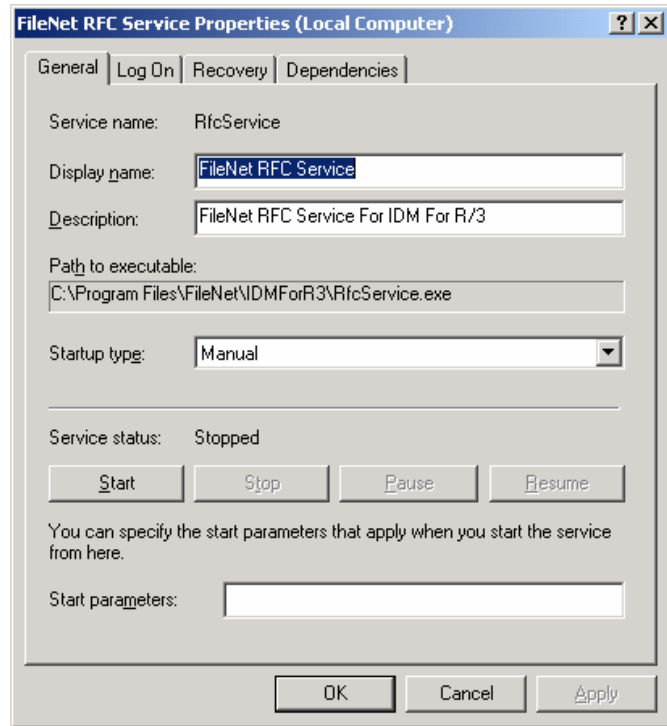 FileNet RFC Service Properties (Local Computer)
General Log On Recovery Dependencies
Service name: RfcService
Display name: FileNet RFC Service
Description: FileNet RFC Service For IDM For R/3
Path to executable:
C:\Program Files\FileNet\IDMForR3\RfcService.exe
Startup type: Manual
Service status: Stopped
Start Stop Pause Resume
You can specify the start parameters that apply when you start the service
from here.
Start parameters:
OK Cancel Apply